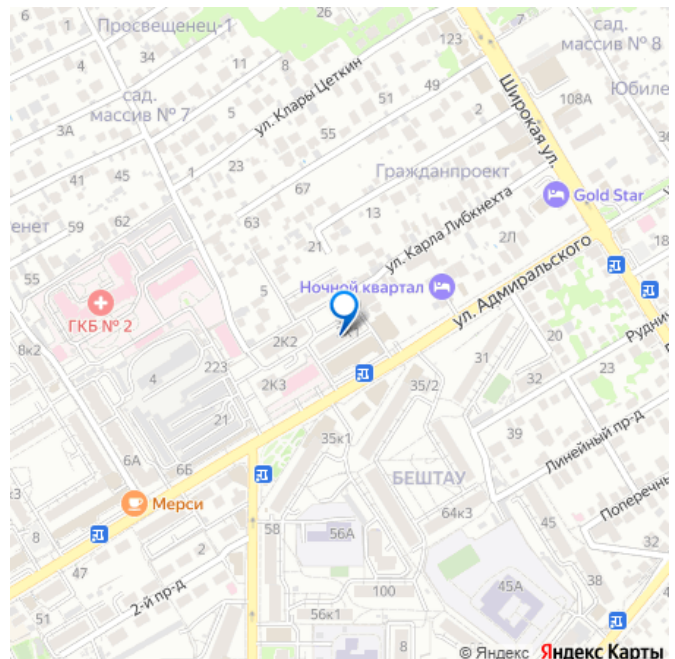 6
1
4
Просвещенец-1
34
123
сад.
массив № 8
11
8
сад.
массив № 7
ул. Клары Цеткин
49
Широкая ул.
Юбиле
108А
3А
5
51
2
55
36
41
45
23
1
67
Гражданпроект
Gold Star
енет
59
62
63
13
ул. Карла Либкнехта
21
2Л
18
55
5
Ночной квартал
ул. Адмиральского
ГКБ № 2
8к2
2К2
20
Рудни
4
223
31
32
23
2К3
35/2
21
35к1
39
Линейный пр-д
6А
6Б
БЕШТАУ
к3
Мерси
64к3
Поперечны
8
58
56А
45
32
47
2
2-й пр-д
100
45А
38
51
56к1
8
© Яндекс Яндекс Карты